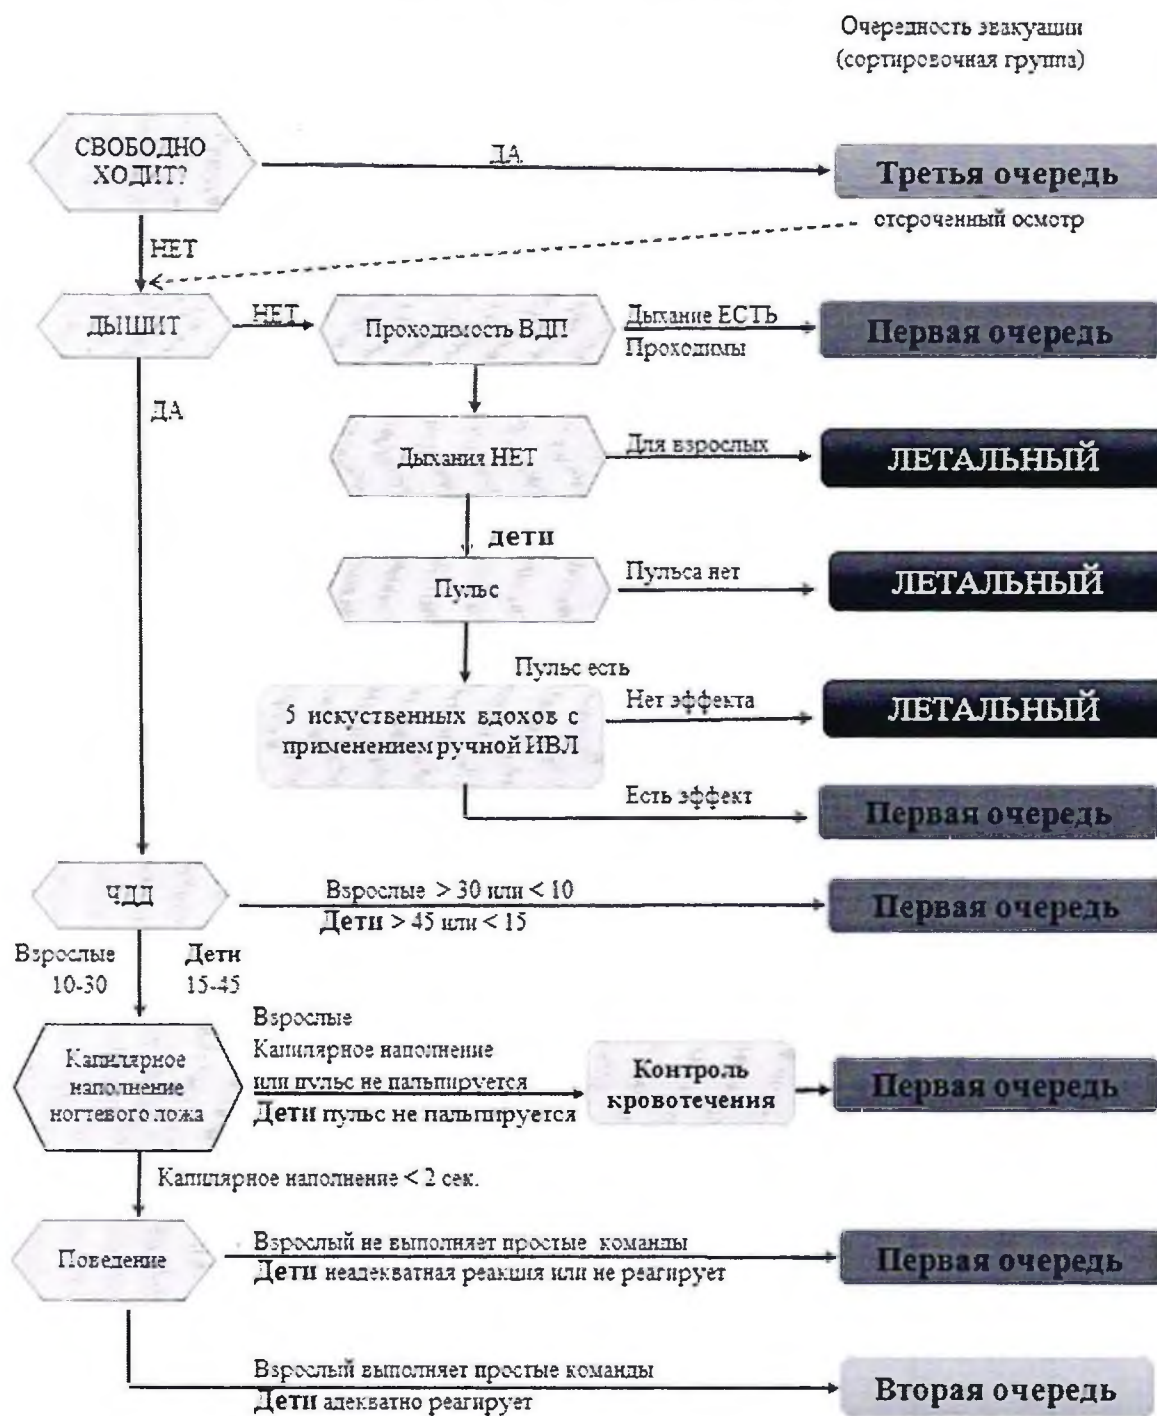 Очередность эвакуации
(сортировочная группа)
СВОБОДНО
ХОДИТ?
ДА
Третья очередь
отсроченный осмотр
НЕТ
ДЫШИТ
НЕТ
Проходимость ВДП
Дыхание ЕСТЬ
Проходимы
Первая очередь
ДА
Дыхания НЕТ
Для взрослых
ЛЕТАЛЬНЫЙ
дети
Пульс
Пульса нет
ЛЕТАЛЬНЫЙ
Пульс есть
5 искуственных вдохов с
применением ручной ИВЛ
Нет эффекта
ЛЕТАЛЬНЫЙ
Есть эффект
Первая очередь
ЧДД
Взрослые > 30 или < 10
Дети > 45 или < 15
Первая очередь
Взрослые
10-30
Дети
15-45
Капилярное
наполнение
ногтевого ложа
Взрослые
Капилярное наполнение
или пульс не пальпируется
Дети пульс не пальпируется
Контроль
кровотечения
Первая очередь
Капилярное наполнение < 2 сек.
Поведение
Взрослый не выполняет простые команды
Дети неадекватная реакция или не реагирует
Первая очередь
Взрослый выполняет простые команды
Дети адекватно реагирует
Вторая очередь